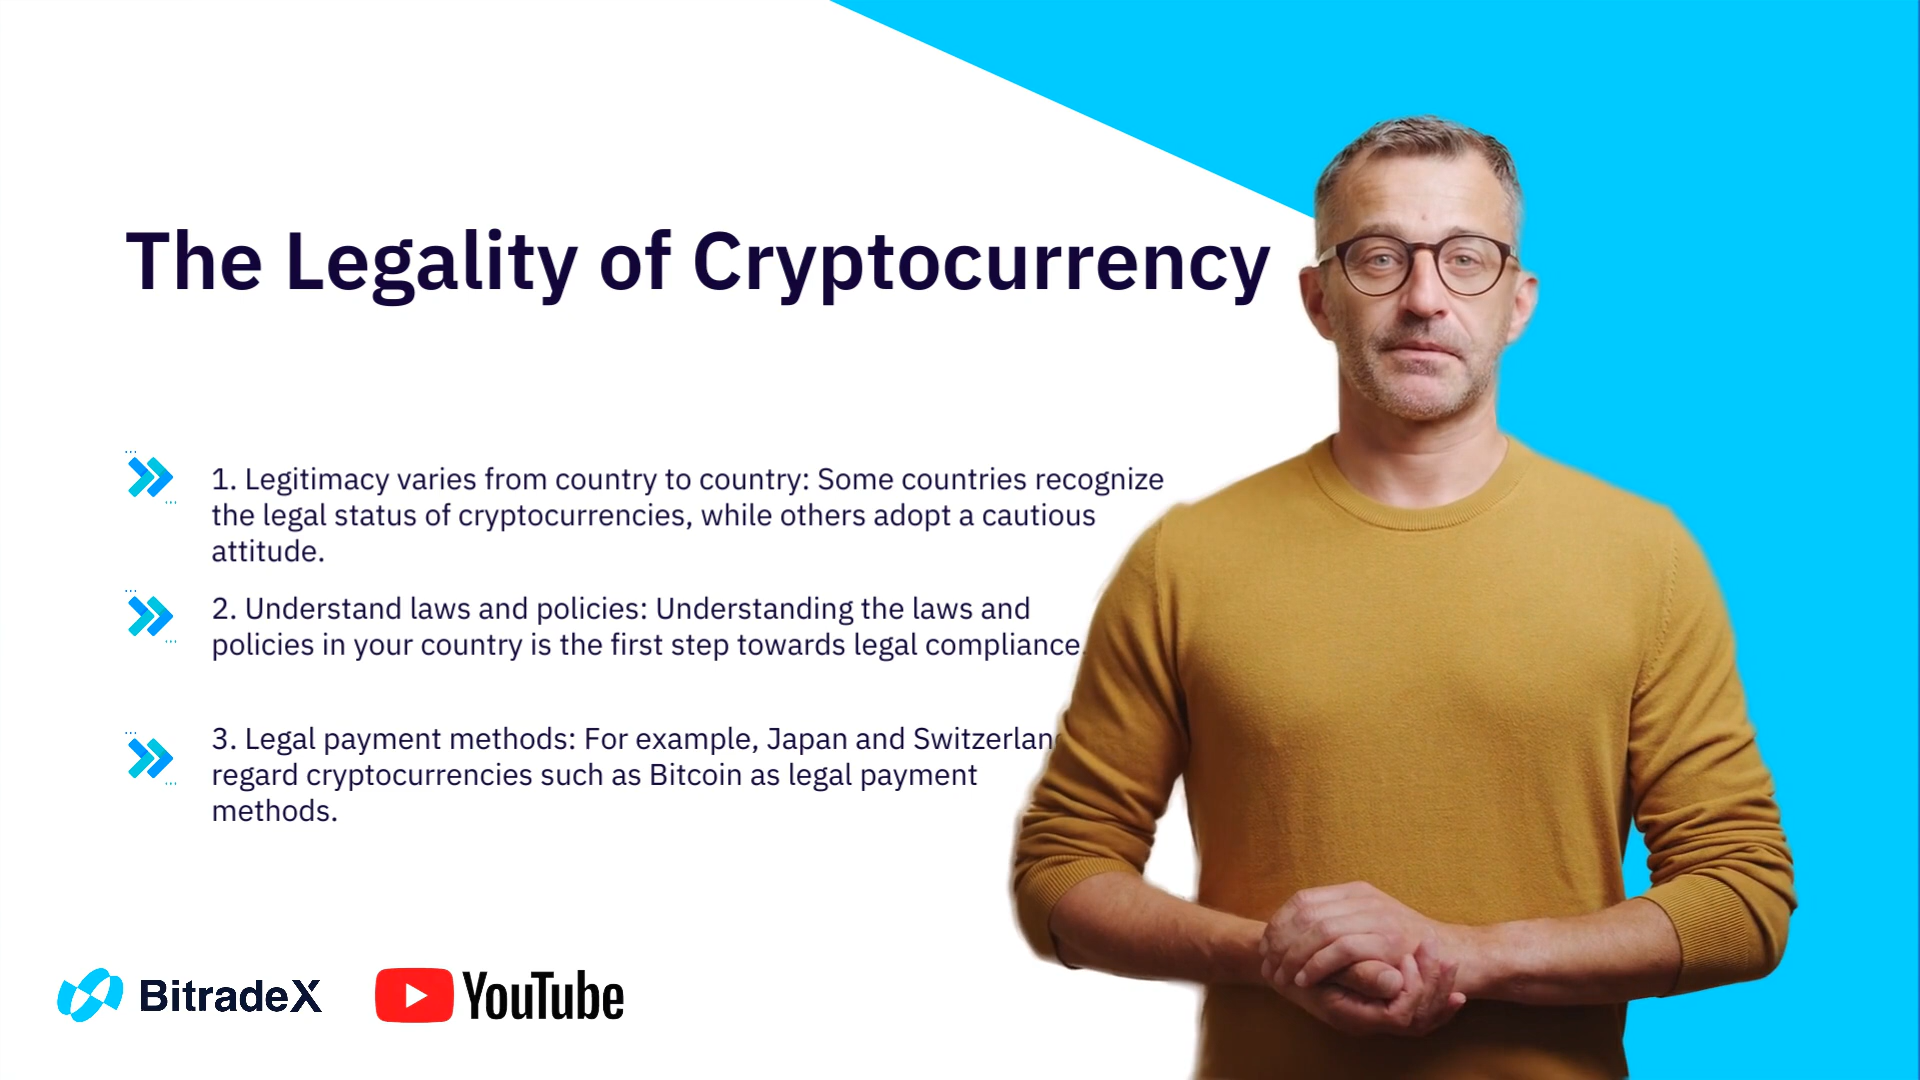 The Legality of Cryptocurrency
1. Legitimacy varies from country to country: Some countries recognize
the legal status of cryptocurrencies, while others adopt a cautious
attitude.
2. Understand laws and policies: Understanding the laws and
policies in your country is the first step towards legal compliance.
3. Legal payment methods: For example, Japan and Switzerland
regard cryptocurrencies such as Bitcoin as legal payment
methods.
BitradeX YouTube